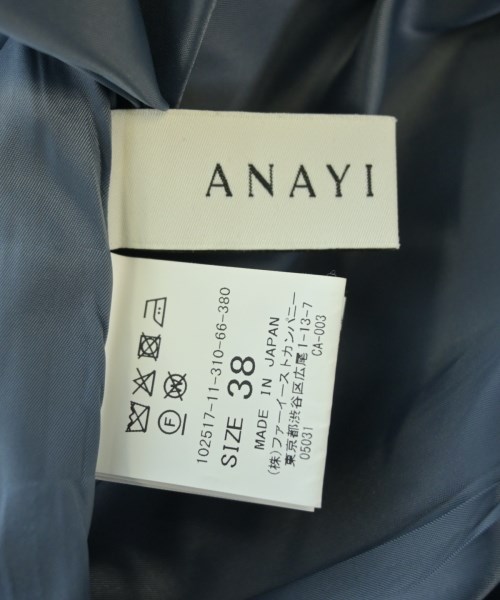 ANAYI
F
102517-11-310-66-380
SIZE 38
MADE IN JAPAN
(株)ファーイーストカンパニー
東京都渋谷区広尾1-13-7
05031 CA-003